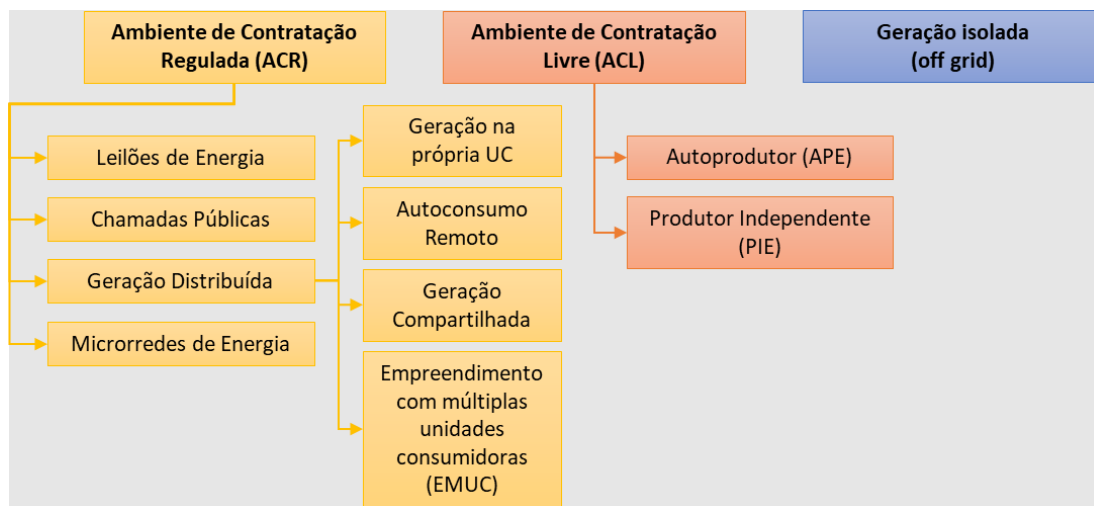 Ambiente de Contratação
Regulada (ACR)
Ambiente de Contratação
Livre (ACL)
Geração isolada
(off grid)
Leilões de Energia
Chamadas Públicas
Geração Distribuída
Microrredes de Energia
Geração na
própria UC
Autoconsumo
Remoto
Geração
Compartilhada
Empreendimento
com múltiplas
unidades
consumidoras
(EMUC)
Autoprodutor (APE)
Produtor Independente
(PIE)